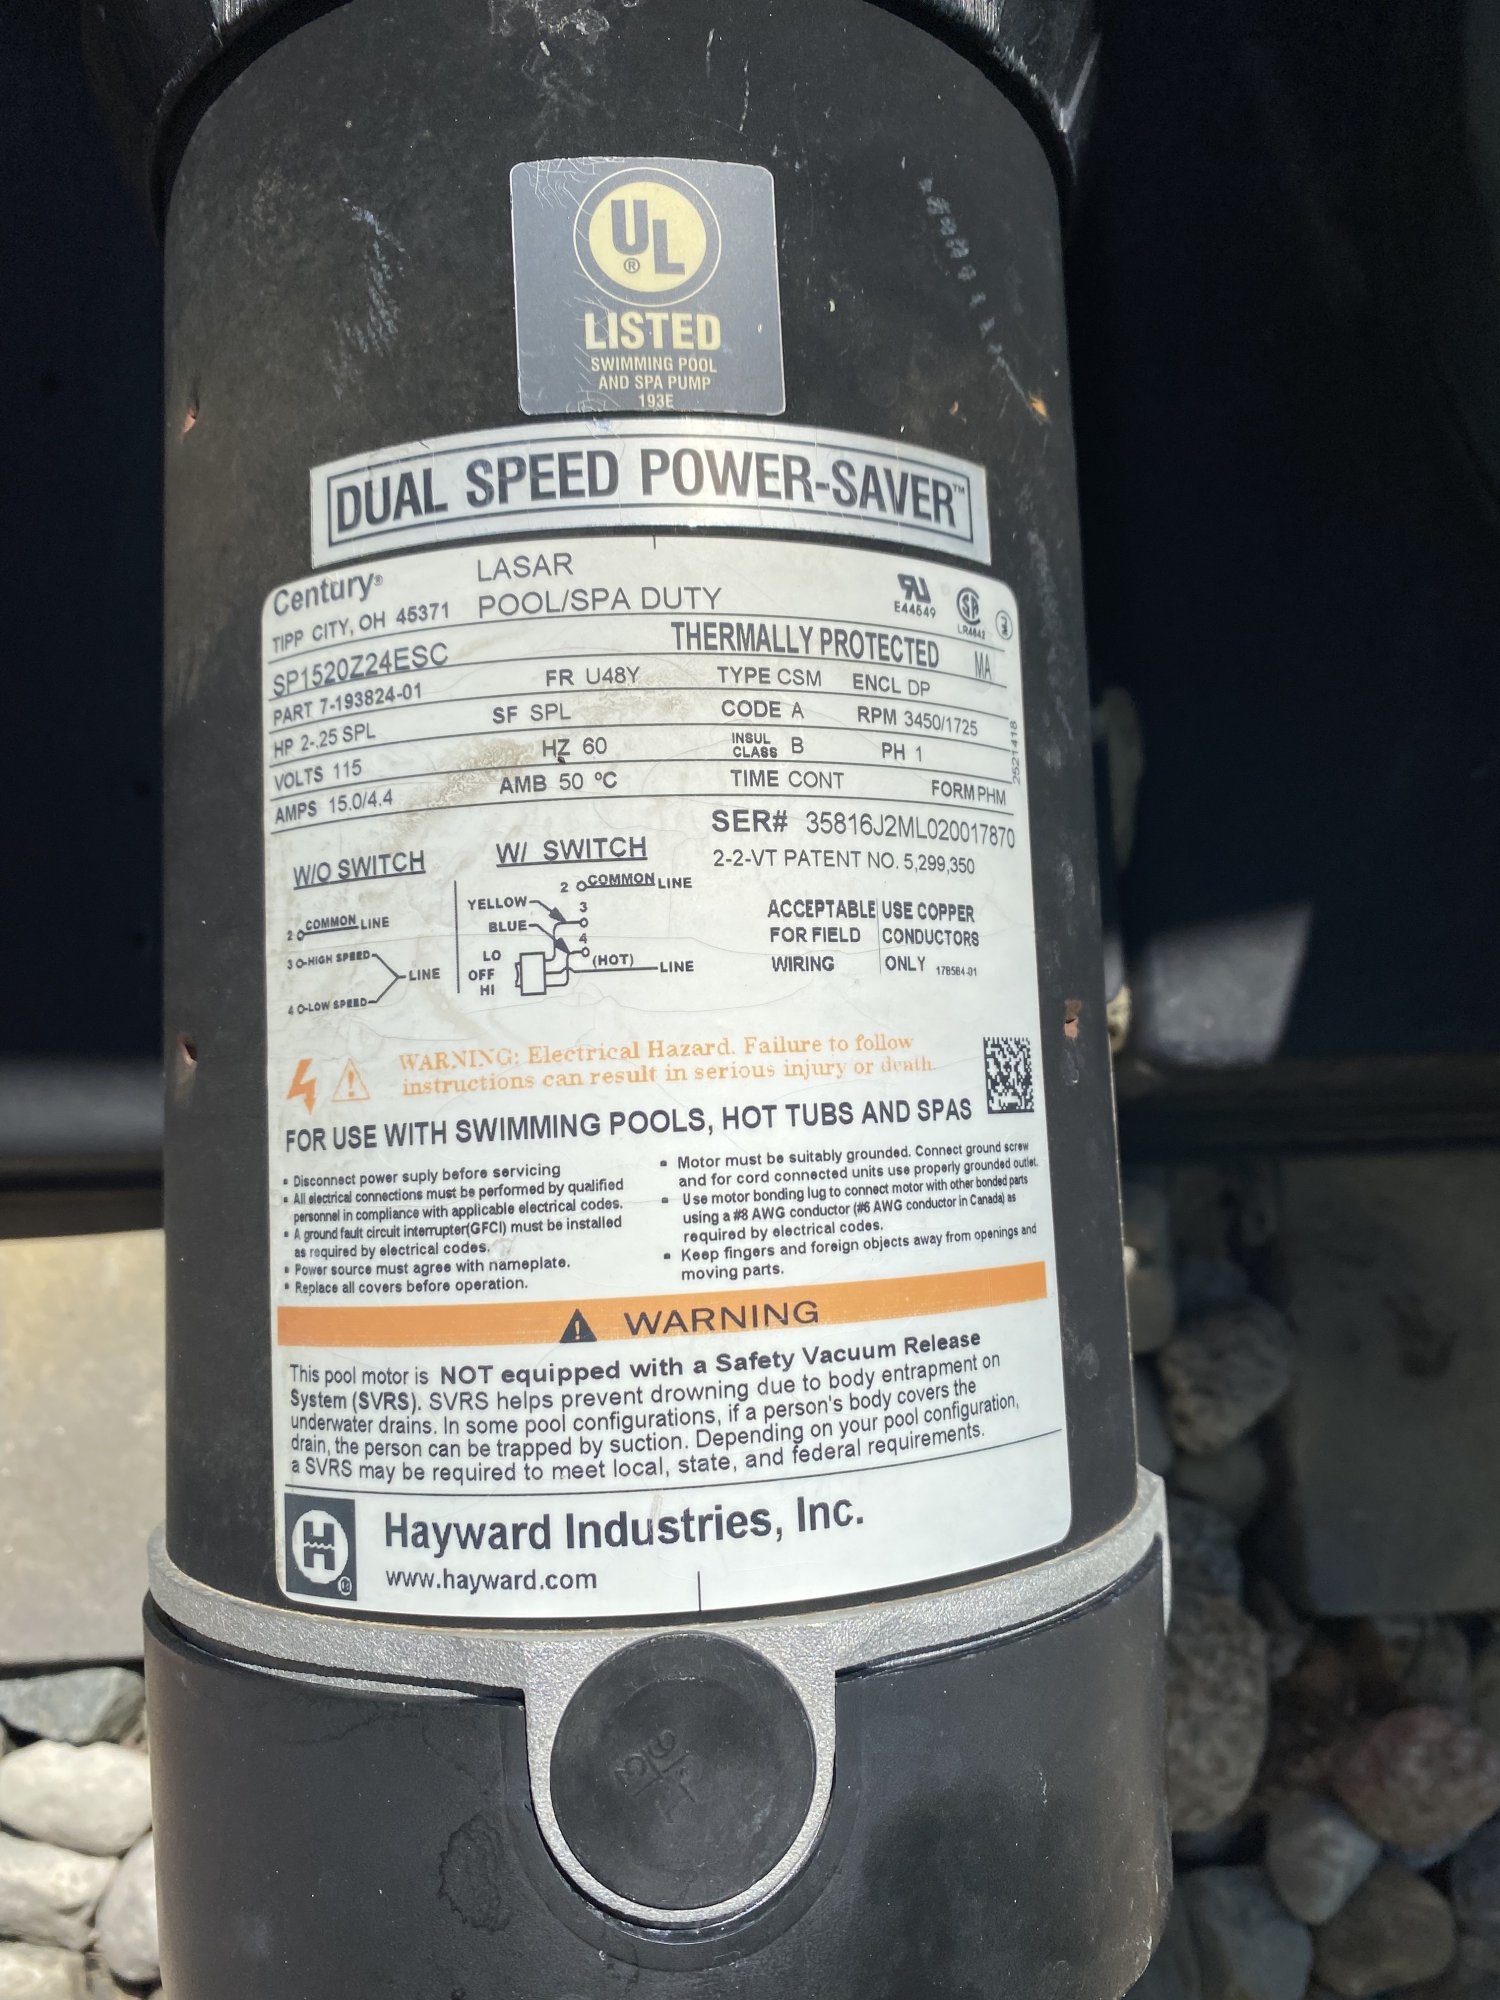 UL
®
LISTED
SWIMMING POOL
AND SPA PUMP
193E
DUAL SPEED POWER-SAVER™
Century®
TIPP CITY, OH 45371
LASAR
POOL/SPA DUTY
E44549
LR4642
SP1520Z24ESC
THERMALLY PROTECTED
MA
PART 7-193824-01
FR U48Y
TYPE CSM
ENCL DP
HP 2-.25 SPL
SF SPL
CODE A
RPM 3450/1725
VOLTS 115
HZ 60
INSUL CLASS B
PH 1
AMPS 15.0/4.4
AMB 50 ºC
TIME CONT
FORM PHM
2521418
SER# 35816J2ML020017870
2-2-VT PATENT NO. 5,299,350
W/O SWITCH
2 COMMON LINE
3 O-HIGH SPEED
LINE
4 O-LOW SPEED
W/ SWITCH
2 COMMON LINE
YELLOW
3
BLUE
4
LO
OFF
HI
(HOT)
LINE
ACCEPTABLE
FOR FIELD
WIRING
USE COPPER
CONDUCTORS
ONLY 178584-01
WARNING: Electrical Hazard. Failure to follow
instructions can result in serious injury or death.
FOR USE WITH SWIMMING POOLS, HOT TUBS AND SPAS
▪ Disconnect power suply before servicing
▪ All electrical connections must be performed by qualified
personnel in compliance with applicable electrical codes.
▪ A ground fault circuit interrupter(GFCI) must be installed
as required by electrical codes.
▪ Power source must agree with nameplate.
▪ Replace all covers before operation.
▪ Motor must be suitably grounded. Connect ground screw
and for cord connected units use properly grounded outlet.
▪ Use motor bonding lug to connect motor with other bonded parts
using a #8 AWG conductor (#6 AWG conductor in Canada) as
required by electrical codes.
▪ Keep fingers and foreign objects away from openings and
moving parts.
WARNING
This pool motor is NOT equipped with a Safety Vacuum Release
System (SVRS). SVRS helps prevent drowning due to body entrapment on
underwater drains. In some pool configurations, if a person's body covers the
drain, the person can be trapped by suction. Depending on your pool configuration,
a SVRS may be required to meet local, state, and federal requirements.
H
Hayward Industries, Inc.
www.hayward.com